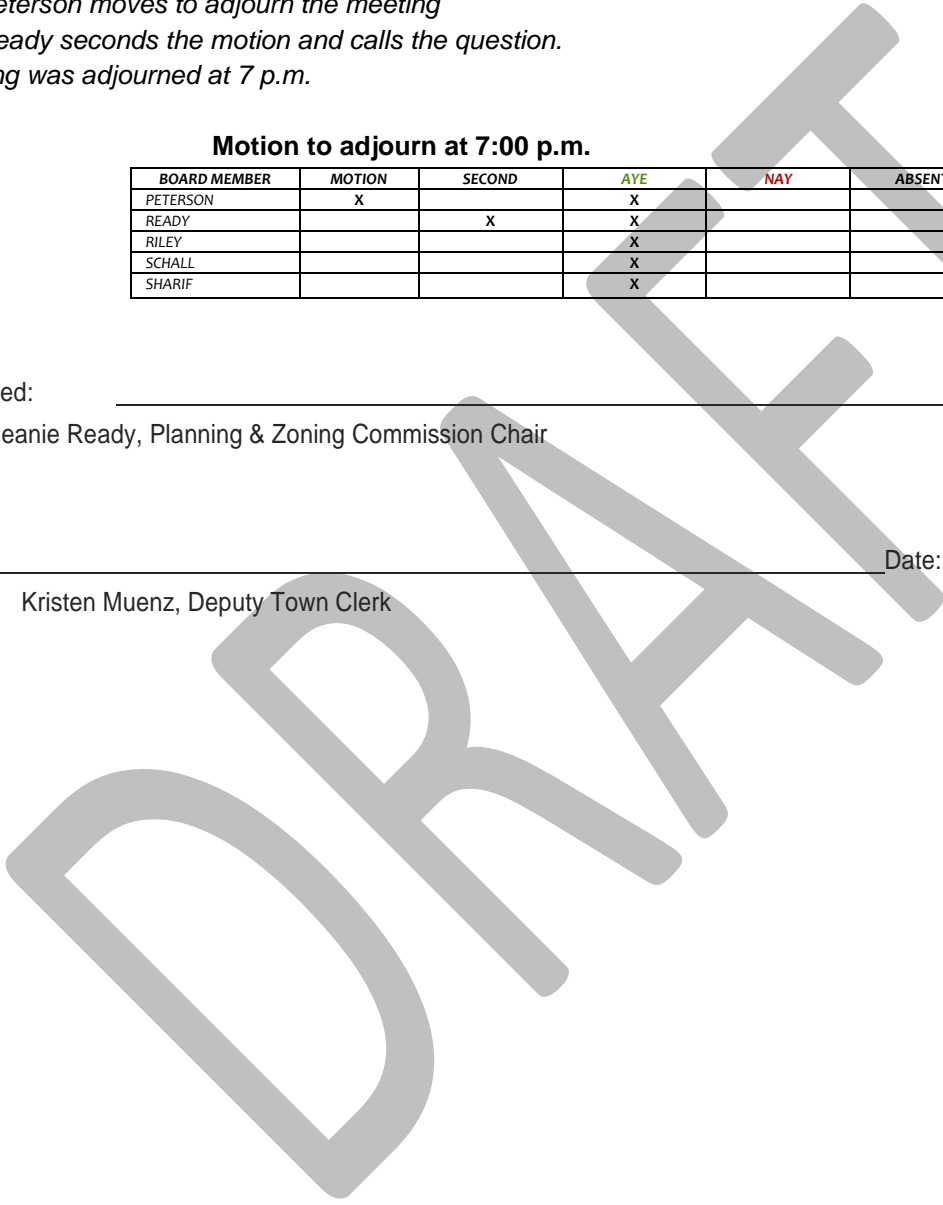 eterson moves to adjourn the meeting
eady seconds the motion and calls the question.
ng was adjourned at 7 p.m.
Motion to adjourn at 7:00 p.m.
BOARD MEMBER MOTION SECOND AYE NAY ABSENT
PETERSON X X
READY X X
RILEY X
SCHALL X
SHARIF X
ed:
eanie Ready, Planning & Zoning Commission Chair
Date:
Kristen Muenz, Deputy Town Clerk
DRAFT